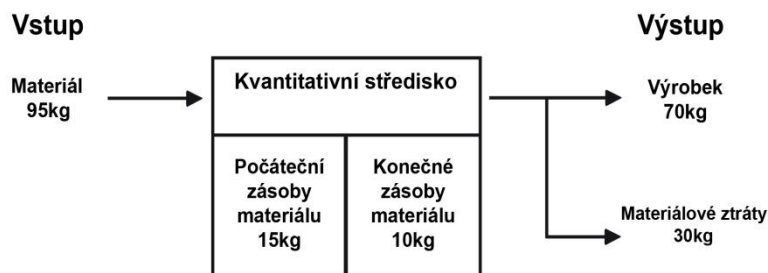 Vstup
Výstup
Materiál
95kg
Kvantitativní středisko
Výrobek
70kg
Počáteční
zásoby
materiálu
15kg
Konečné
zásoby
materiálu
10kg
Materiálové ztráty
30kg